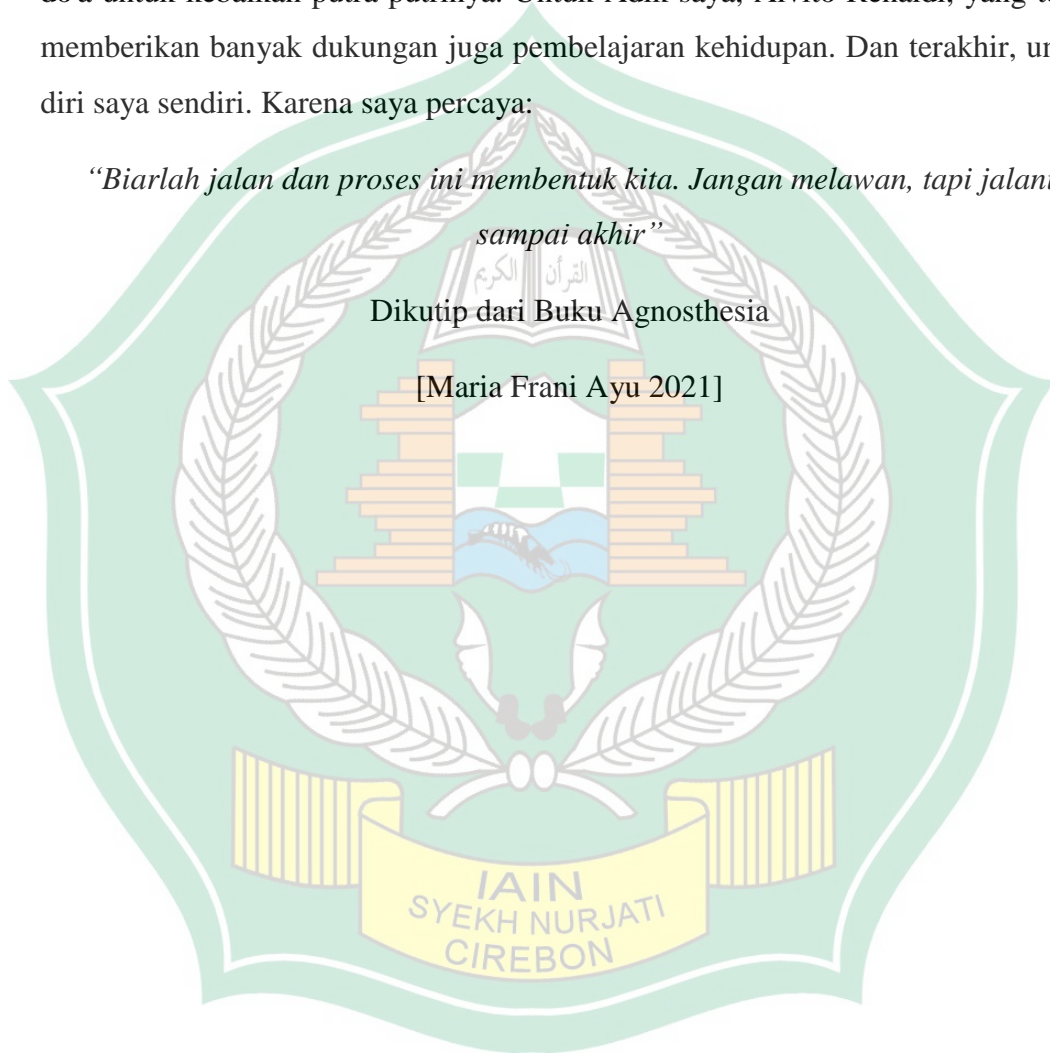 memberikan banyak dukungan juga pembelajaran kehidupan. Dan terakhir,
diri saya sendiri. Karena saya percaya:
“Biarlah jalan dan proses ini membentuk kita. Jangan melawan, tapi
sampai akhir”
القرآن الكريم
Dikutip dari Buku Agnosthesia
[Maria Frani Ayu 2021]
IAIN
SYEKH NURJATI
CIREBON